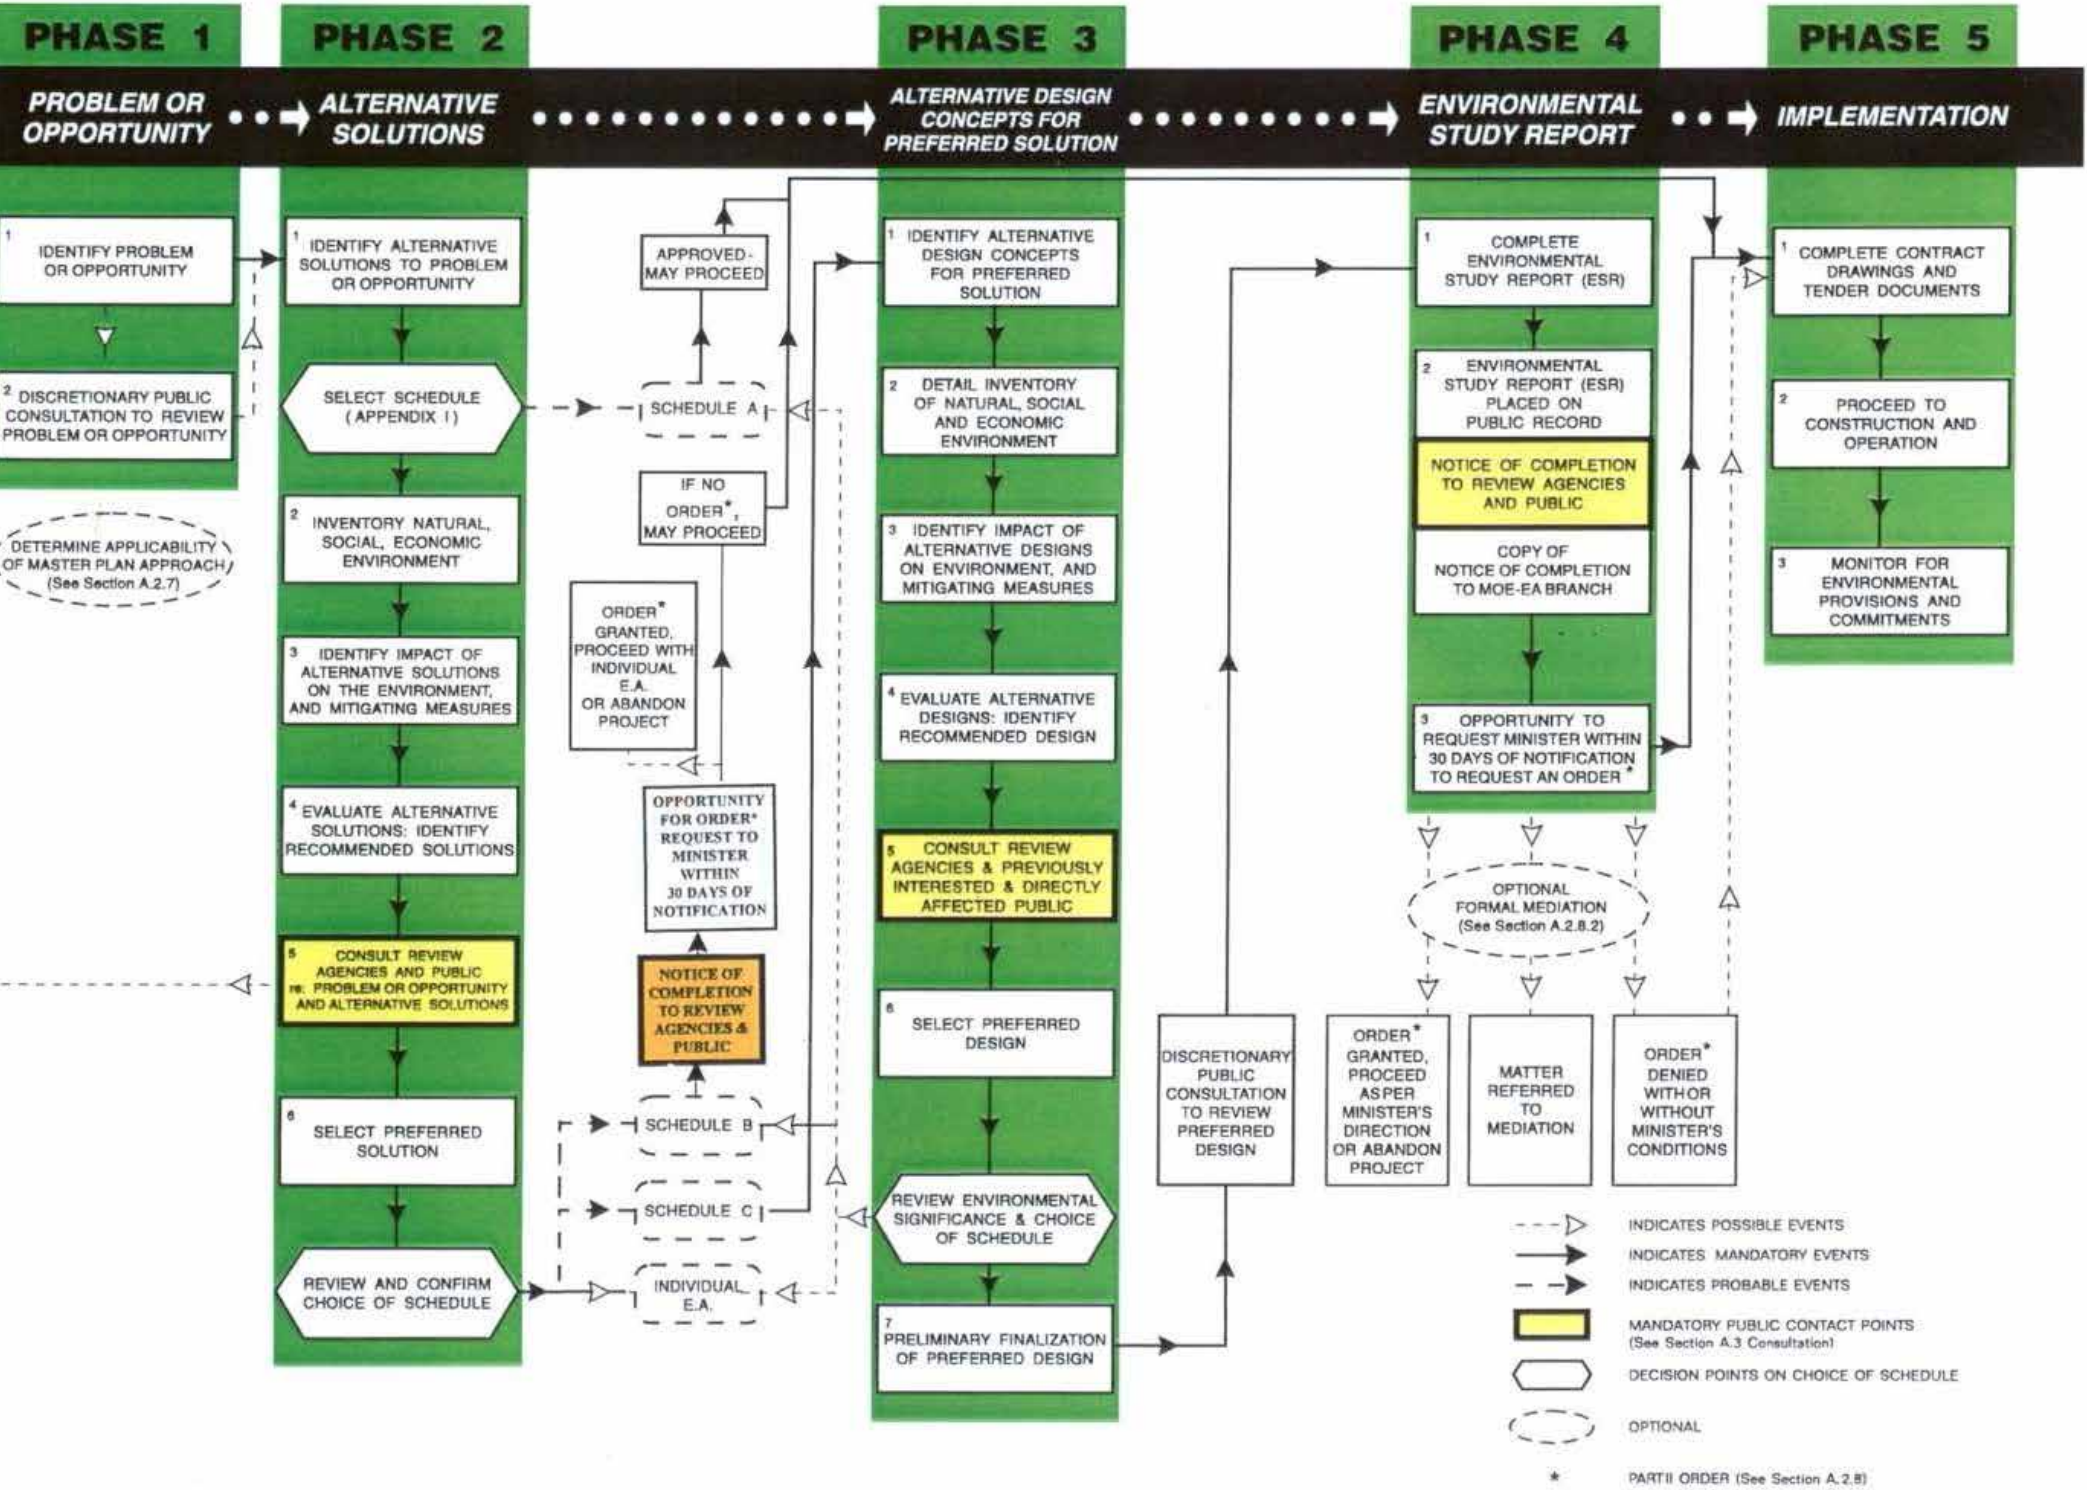 PHASE 1
PROBLEM OR
OPPORTUNITY
1
IDENTIFY PROBLEM
OR OPPORTUNITY
2
DISCRETIONARY PUBLIC
CONSULTATION TO REVIEW
PROBLEM OR OPPORTUNITY
DETERMINE APPLICABILITY
OF MASTER PLAN APPROACH
(See Section A.2.7)
PHASE 2
ALTERNATIVE
SOLUTIONS
1
IDENTIFY ALTERNATIVE
SOLUTIONS TO PROBLEM
OR OPPORTUNITY
SELECT SCHEDULE
(APPENDIX I)
2
INVENTORY NATURAL,
SOCIAL, ECONOMIC
ENVIRONMENT
3
IDENTIFY IMPACT OF
ALTERNATIVE SOLUTIONS
ON THE ENVIRONMENT,
AND MITIGATING MEASURES
4
EVALUATE ALTERNATIVE
SOLUTIONS: IDENTIFY
RECOMMENDED SOLUTIONS
5
CONSULT REVIEW
AGENCIES AND PUBLIC
re: PROBLEM OR OPPORTUNITY
AND ALTERNATIVE SOLUTIONS
6
SELECT PREFERRED
SOLUTION
REVIEW AND CONFIRM
CHOICE OF SCHEDULE
APPROVED-
MAY PROCEED
SCHEDULE A
IF NO
ORDER*,
MAY PROCEED
ORDER*
GRANTED,
PROCEED WITH
INDIVIDUAL
E.A.
OR ABANDON
PROJECT
OPPORTUNITY
FOR ORDER*
REQUEST TO
MINISTER
WITHIN
30 DAYS OF
NOTIFICATION
NOTICE OF
COMPLETION
TO REVIEW
AGENCIES &
PUBLIC
SCHEDULE B
SCHEDULE C
INDIVIDUAL
E.A.
PHASE 3
ALTERNATIVE DESIGN
CONCEPTS FOR
PREFERRED SOLUTION
1
IDENTIFY ALTERNATIVE
DESIGN CONCEPTS
FOR PREFERRED
SOLUTION
2
DETAIL INVENTORY
OF NATURAL, SOCIAL
AND ECONOMIC
ENVIRONMENT
3
IDENTIFY IMPACT OF
ALTERNATIVE DESIGNS
ON ENVIRONMENT, AND
MITIGATING MEASURES
4
EVALUATE ALTERNATIVE
DESIGNS: IDENTIFY
RECOMMENDED DESIGN
5
CONSULT REVIEW
AGENCIES & PREVIOUSLY
INTERESTED & DIRECTLY
AFFECTED PUBLIC
6
SELECT PREFERRED
DESIGN
REVIEW ENVIRONMENTAL
SIGNIFICANCE & CHOICE
OF SCHEDULE
7
PRELIMINARY FINALIZATION
OF PREFERRED DESIGN
DISCRETIONARY
PUBLIC
CONSULTATION
TO REVIEW
PREFERRED
DESIGN
PHASE 4
ENVIRONMENTAL
STUDY REPORT
1
COMPLETE
ENVIRONMENTAL
STUDY REPORT (ESR)
2
ENVIRONMENTAL
STUDY REPORT (ESR)
PLACED ON
PUBLIC RECORD
NOTICE OF COMPLETION
TO REVIEW AGENCIES
AND PUBLIC
COPY OF
NOTICE OF COMPLETION
TO MOE-EA BRANCH
3
OPPORTUNITY TO
REQUEST MINISTER WITHIN
30 DAYS OF NOTIFICATION
TO REQUEST AN ORDER *
OPTIONAL
FORMAL MEDIATION
(See Section A.2.8.2)
ORDER*
GRANTED,
PROCEED
AS PER
MINISTER'S
DIRECTION
OR ABANDON
PROJECT
MATTER
REFERRED
TO
MEDIATION
ORDER*
DENIED
WITH OR
WITHOUT
MINISTER'S
CONDITIONS
PHASE 5
IMPLEMENTATION
1
COMPLETE CONTRACT
DRAWINGS AND
TENDER DOCUMENTS
2
PROCEED TO
CONSTRUCTION AND
OPERATION
3
MONITOR FOR
ENVIRONMENTAL
PROVISIONS AND
COMMITMENTS
INDICATES POSSIBLE EVENTS
INDICATES MANDATORY EVENTS
INDICATES PROBABLE EVENTS
MANDATORY PUBLIC CONTACT POINTS
(See Section A.3 Consultation)
DECISION POINTS ON CHOICE OF SCHEDULE
OPTIONAL
* PART II ORDER (See Section A.2.8)